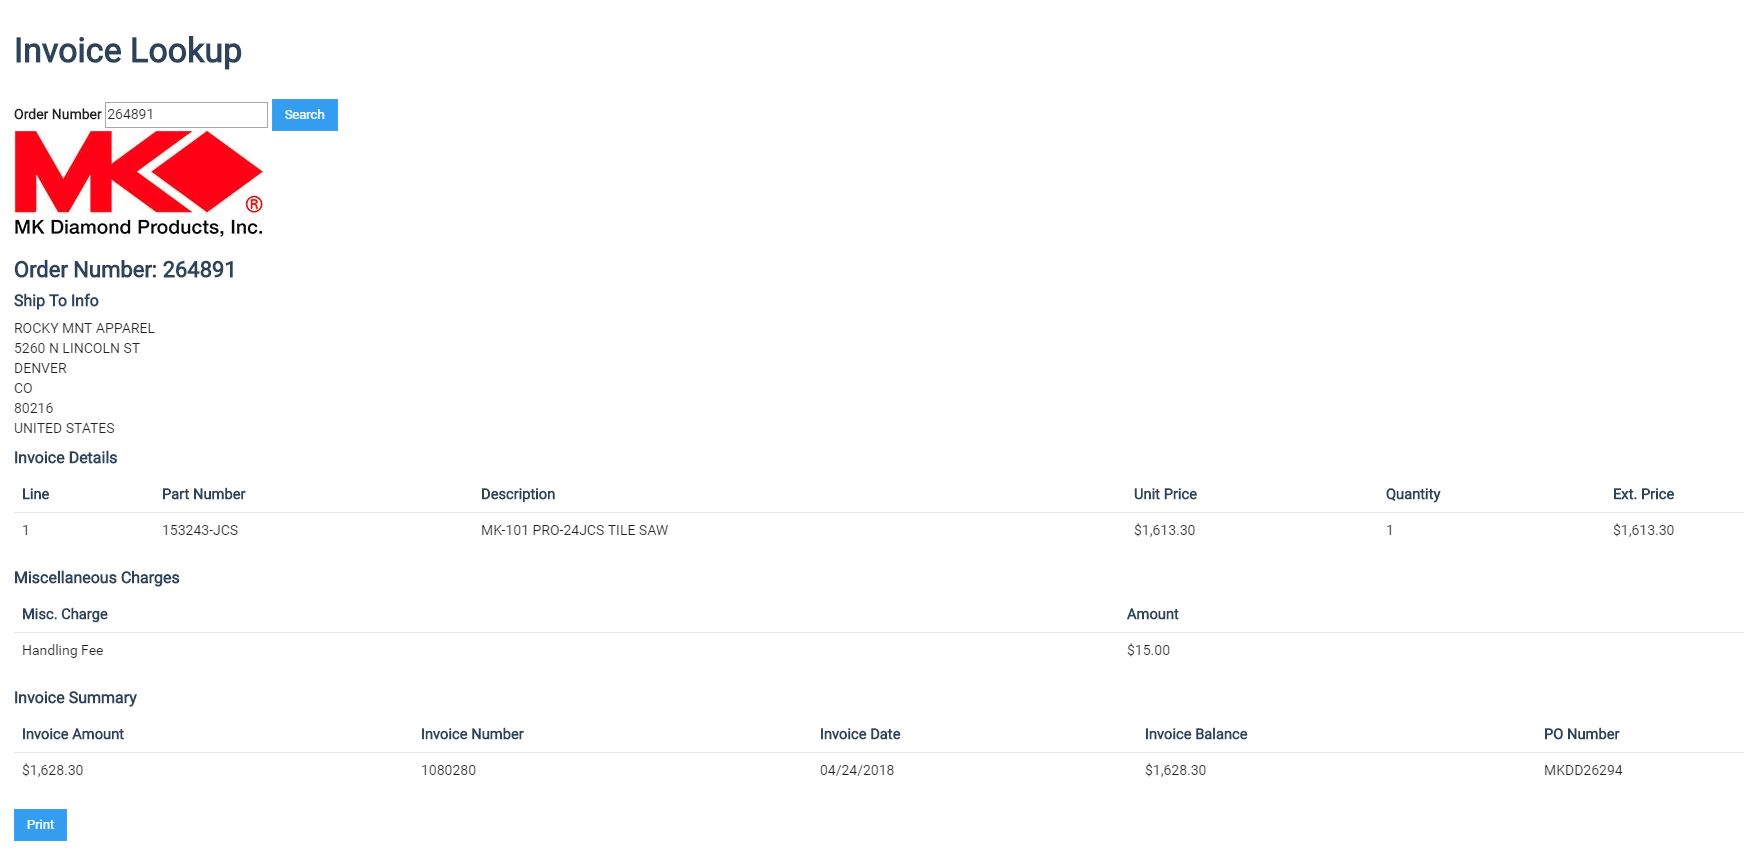 Invoice Lookup
Order Number 264891 Search
MK®
MK Diamond Products, Inc.
Order Number: 264891
Ship To Info
ROCKY MNT APPAREL
5260 N LINCOLN ST
DENVER
CO
80216
UNITED STATES
Invoice Details
Line Part Number Description Unit Price Quantity Ext. Price
1 153243-JCS MK-101 PRO-24JCS TILE SAW $1,613.30 1 $1,613.30
Miscellaneous Charges
Misc. Charge Amount
Handling Fee $15.00
Invoice Summary
Invoice Amount Invoice Number Invoice Date Invoice Balance PO Number
$1,628.30 1080280 04/24/2018 $1,628.30 MKDD26294
Print